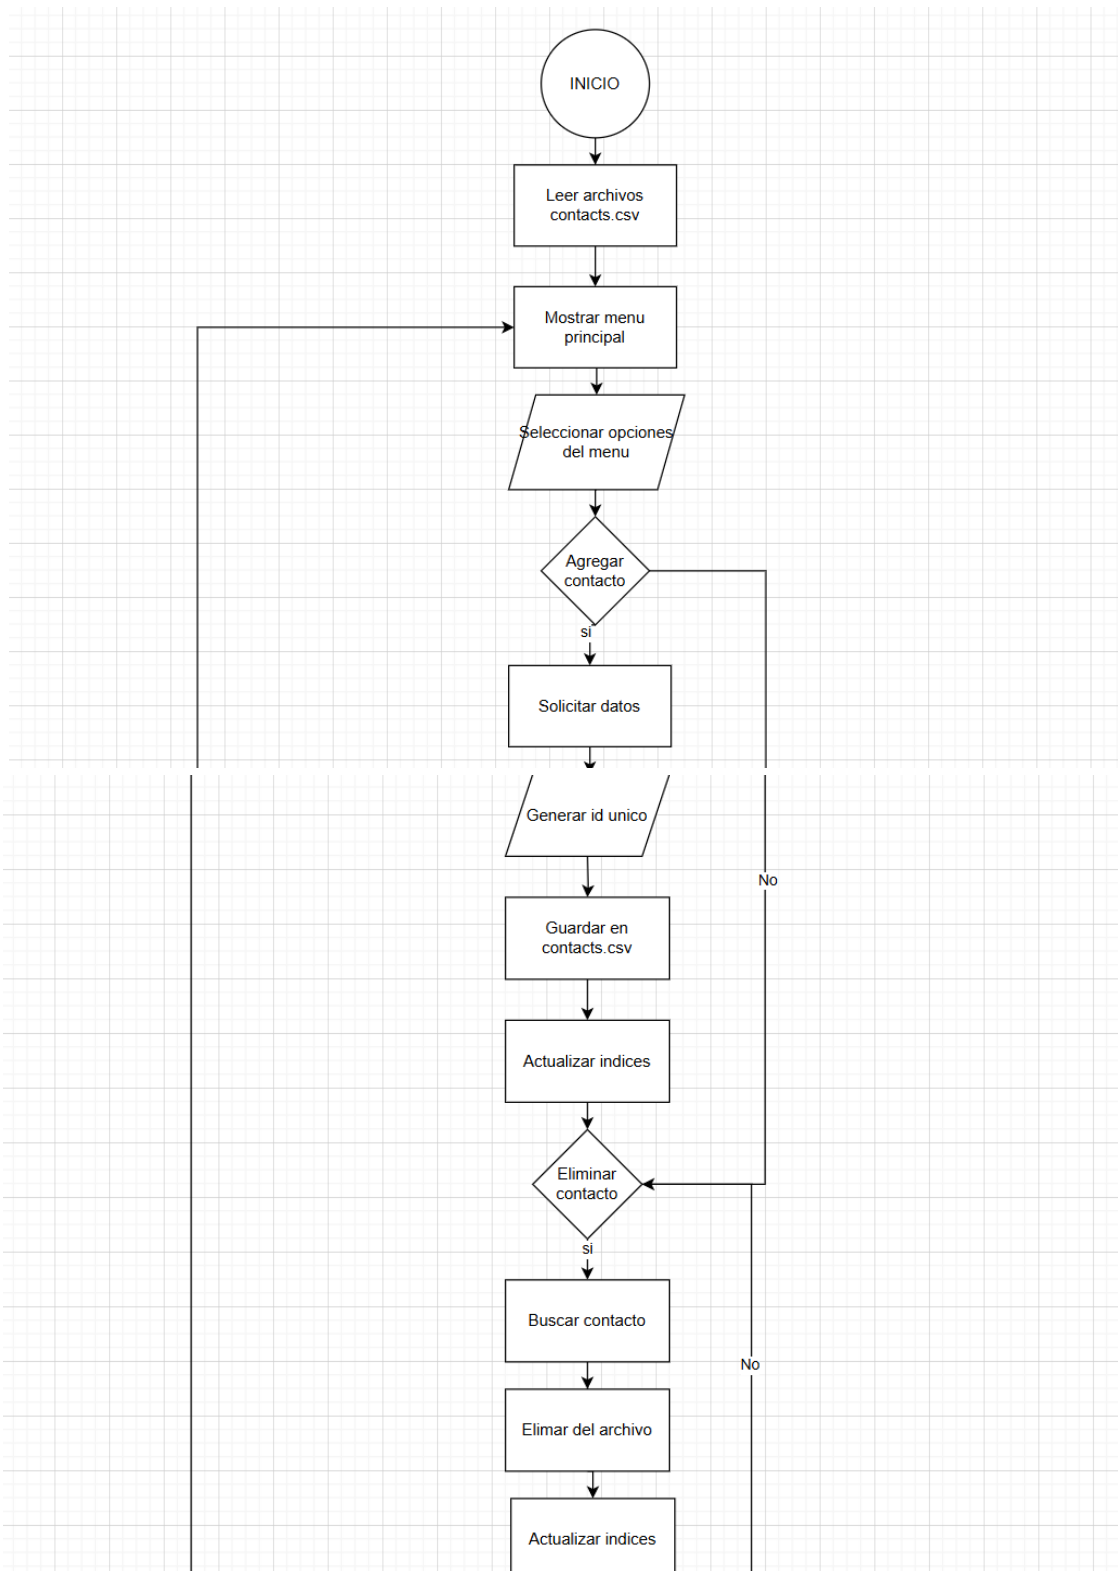 INICIO
Leer archivos
contacts.csv
Mostrar menu
principal
Seleccionar opciones
del menu
Agregar
contacto
si
Solicitar datos
Generar id unico
No
Guardar en
contacts.csv
Actualizar indices
Eliminar
contacto
si
Buscar contacto
No
Elimar del archivo
Actualizar indices